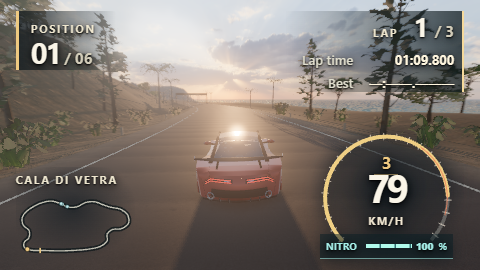 POSITION
01 / 06
LAP 1 / 3
Lap time 01:09.800
Best --:--.---
3
79
KM/H
NITRO 100 %
CALA DI VETRA